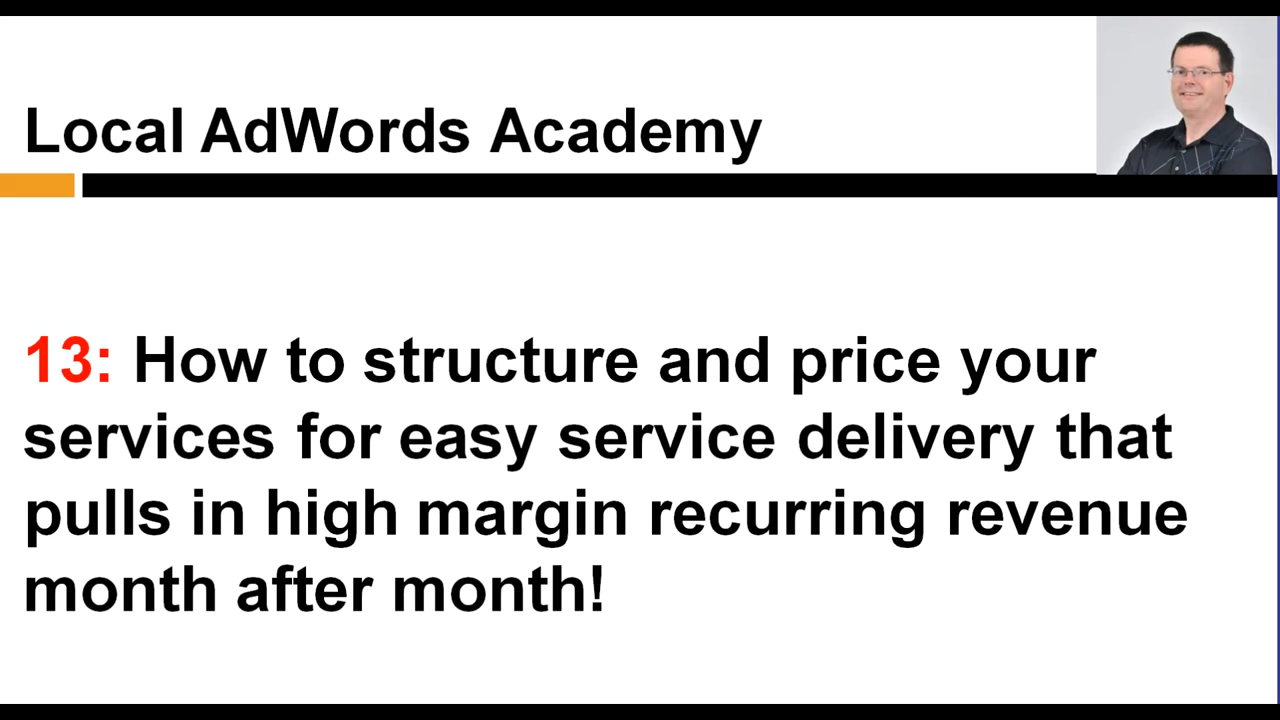 Local AdWords Academy
13: How to structure and price your
services for easy service delivery that
pulls in high margin recurring revenue
month after month!